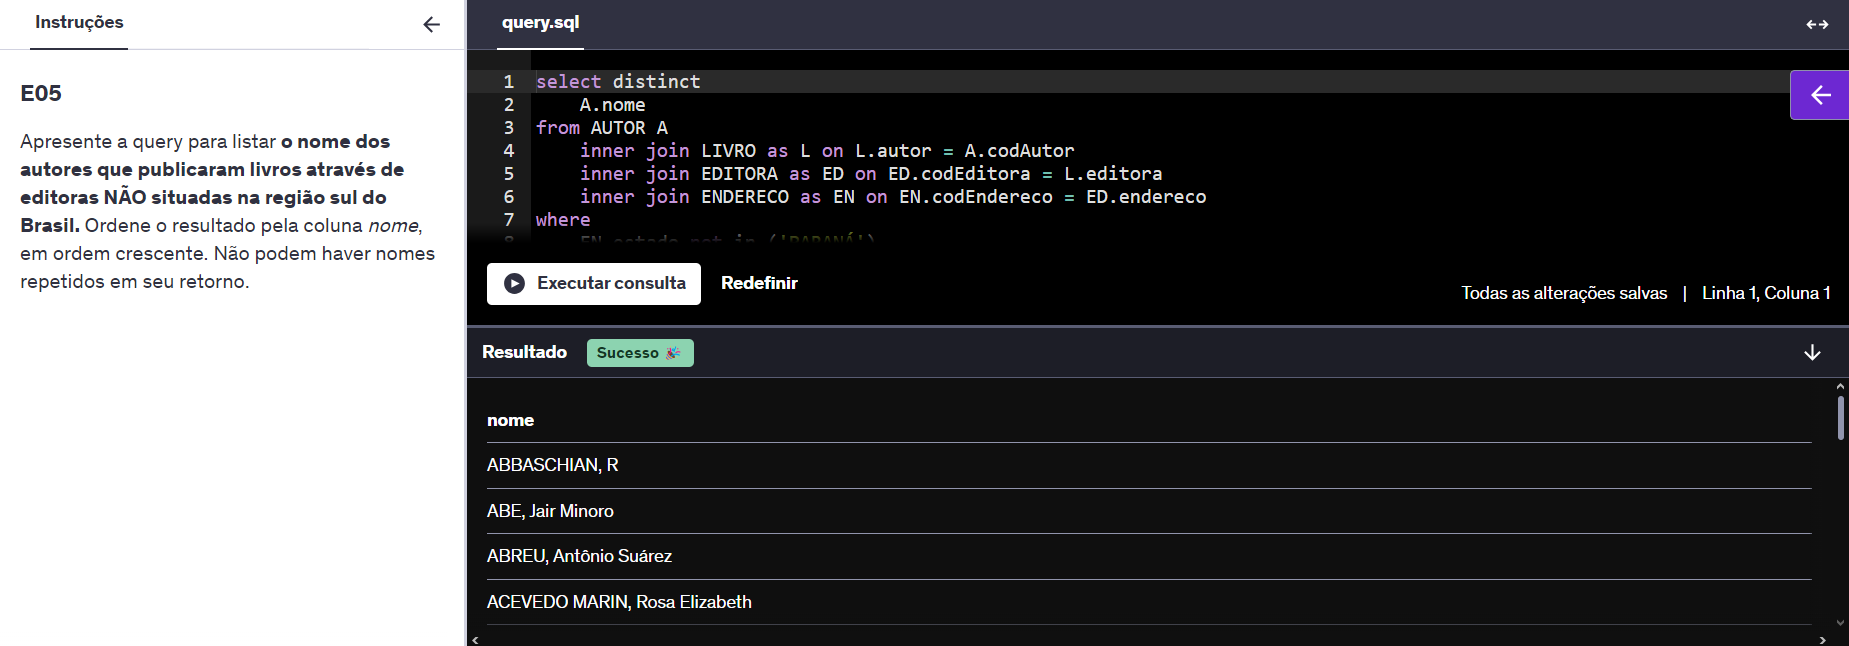 Instruções
E05
Apresente a query para listar o nome dos
autores que publicaram livros através de
editoras NÃO situadas na região sul do
Brasil. Ordene o resultado pela coluna nome,
em ordem crescente. Não podem haver nomes
repetidos em seu retorno.
query.sql
1 select distinct
2 A.nome
3 from AUTOR A
4 inner join LIVRO as L on L.autor = A.codAutor
5 inner join EDITORA as ED on ED.codEditora = L.editora
6 inner join ENDERECO as EN on EN.codEndereco = ED.endereco
7 where
8 EN.estado not in ('PARANÁ')
Executar consulta
Redefinir
Todas as alterações salvas | Linha 1, Coluna 1
Resultado
Sucesso
nome
ABBASCHIAN, R
ABE, Jair Minoro
ABREU, Antônio Suárez
ACEVEDO MARIN, Rosa Elizabeth